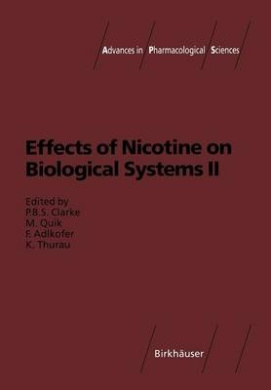 Advances in Pharmacological Sciences
Effects of Nicotine on
Biological Systems II
Edited by
P.B.S. Clarke
M. Quik
F. Adlkofer
K. Thurau
Birkhäuser